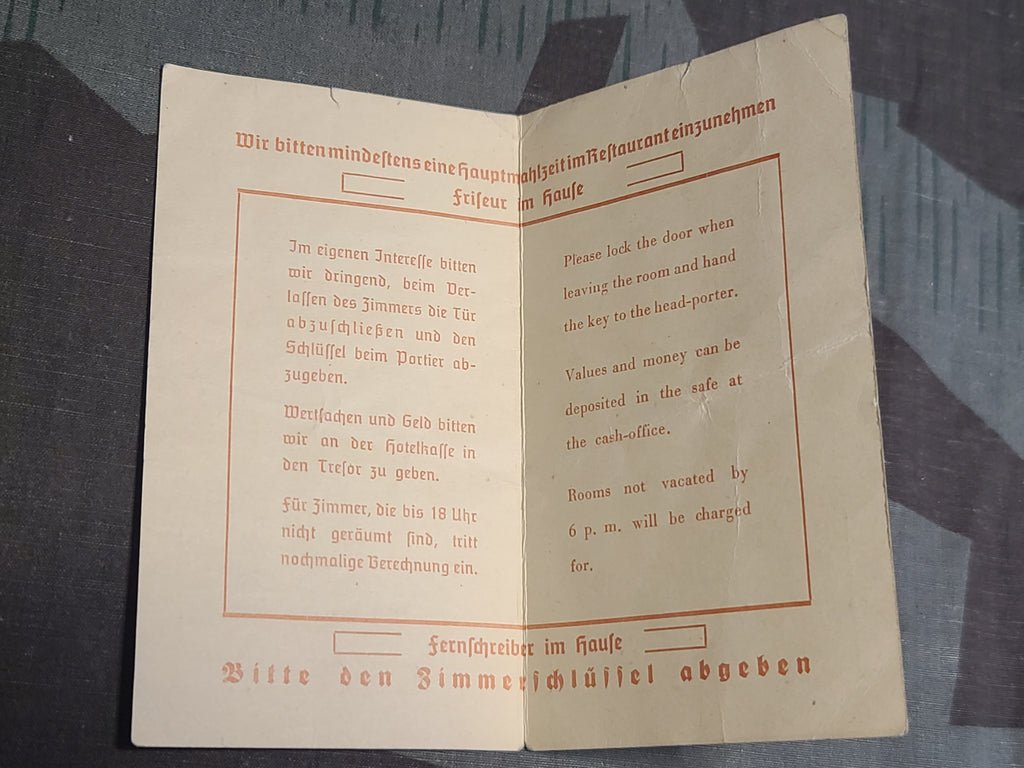 Wir bitten mindestens eine Hauptmahlzeit im Restaurant einzunehmen
Friseur im Hause
Im eigenen Interesse bitten
wir dringend, beim Ver-
lassen des Zimmers die Tür
abzuschließen und den
Schlüssel beim Portier ab-
zugeben.
Wertsachen und Geld bitten
wir an der Hotelkasse in
den Tresor zu geben.
Für Zimmer, die bis 18 Uhr
nicht geräumt sind, tritt
nochmalige Berechnung ein.
Please lock the door when
leaving the room and hand
the key to the head-porter.
Values and money can be
deposited in the safe at
the cash-office.
Rooms not vacated by
6 p. m. will be charged
for.
Fernschreiber im Hause
Bitte den Zimmerschlüssel abgeben